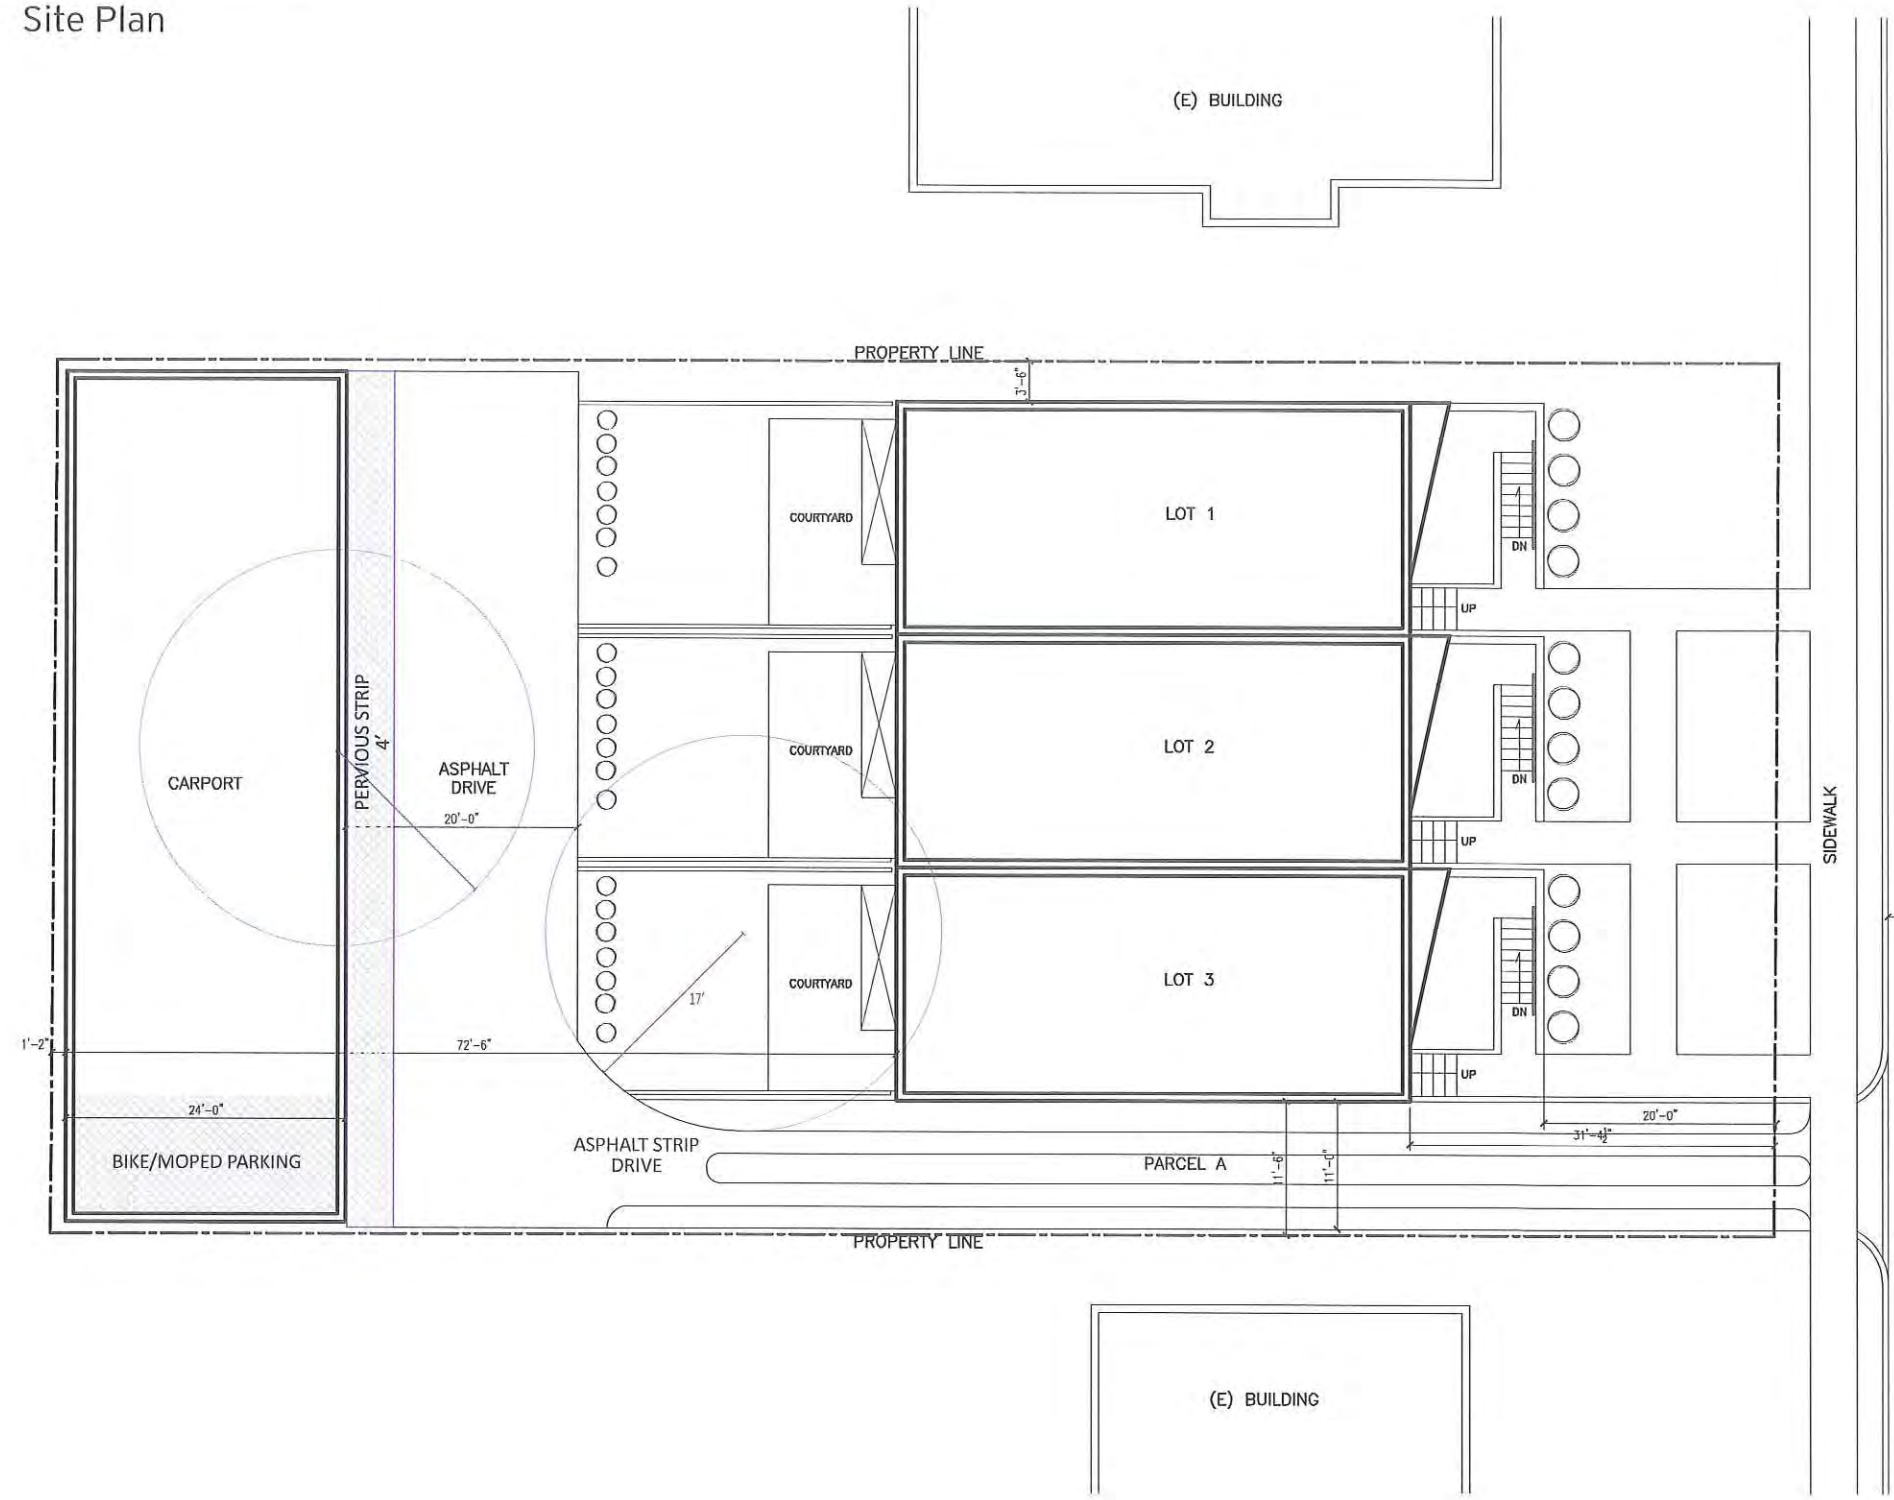 Site Plan
(E) BUILDING
PROPERTY LINE
3'-6"
COURTYARD
LOT 1
DN
UP
PERVIOUS STRIP
4'
CARPORT
ASPHALT
DRIVE
20'-0"
COURTYARD
LOT 2
DN
UP
SIDEWALK
COURTYARD
LOT 3
DN
UP
17'
1'-2"
72'-6"
24'-0"
BIKE/MOPED PARKING
ASPHALT STRIP
DRIVE
PARCEL A
11'-6"
11'-0"
20'-0"
31'-4½"
PROPERTY LINE
(E) BUILDING